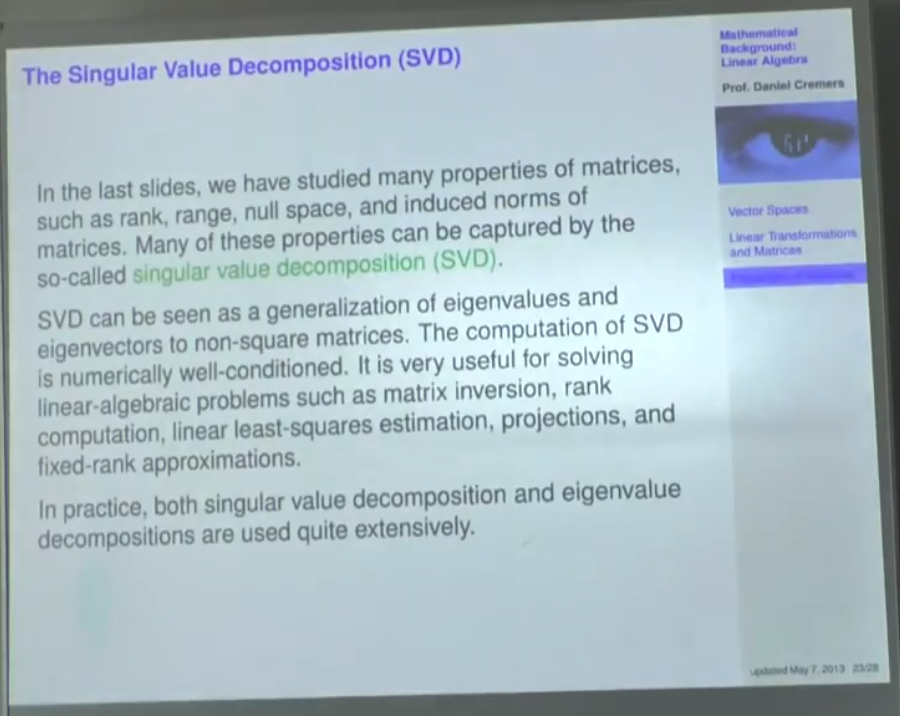 The Singular Value Decomposition (SVD)
In the last slides, we have studied many properties of matrices,
such as rank, range, null space, and induced norms of
matrices. Many of these properties can be captured by the
so-called singular value decomposition (SVD).
SVD can be seen as a generalization of eigenvalues and
eigenvectors to non-square matrices. The computation of SVD
is numerically well-conditioned. It is very useful for solving
linear-algebraic problems such as matrix inversion, rank
computation, linear least-squares estimation, projections, and
fixed-rank approximations.
In practice, both singular value decomposition and eigenvalue
decompositions are used quite extensively.
Mathematical
Background:
Linear Algebra
Prof. Daniel Cremers
Vector Spaces
Linear Transformations
and Matrices
updated May 7, 2013 23/28